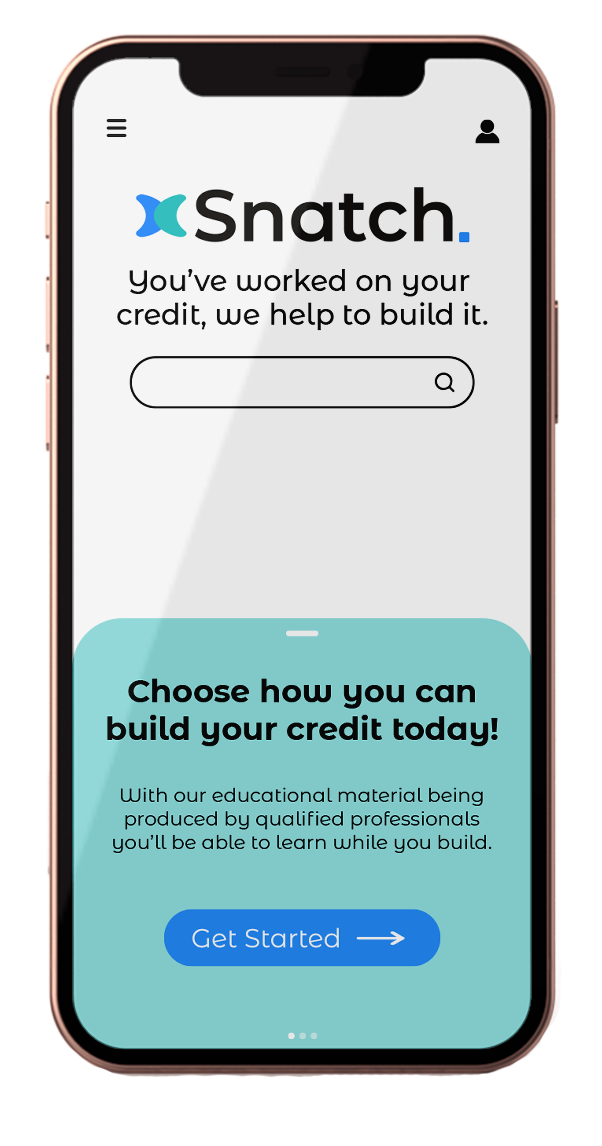 Snatch.
You've worked on your
credit, we help to build it.
Choose how you can
build your credit today!
With our educational material being
produced by qualified professionals
you'll be able to learn while you build.
Get Started